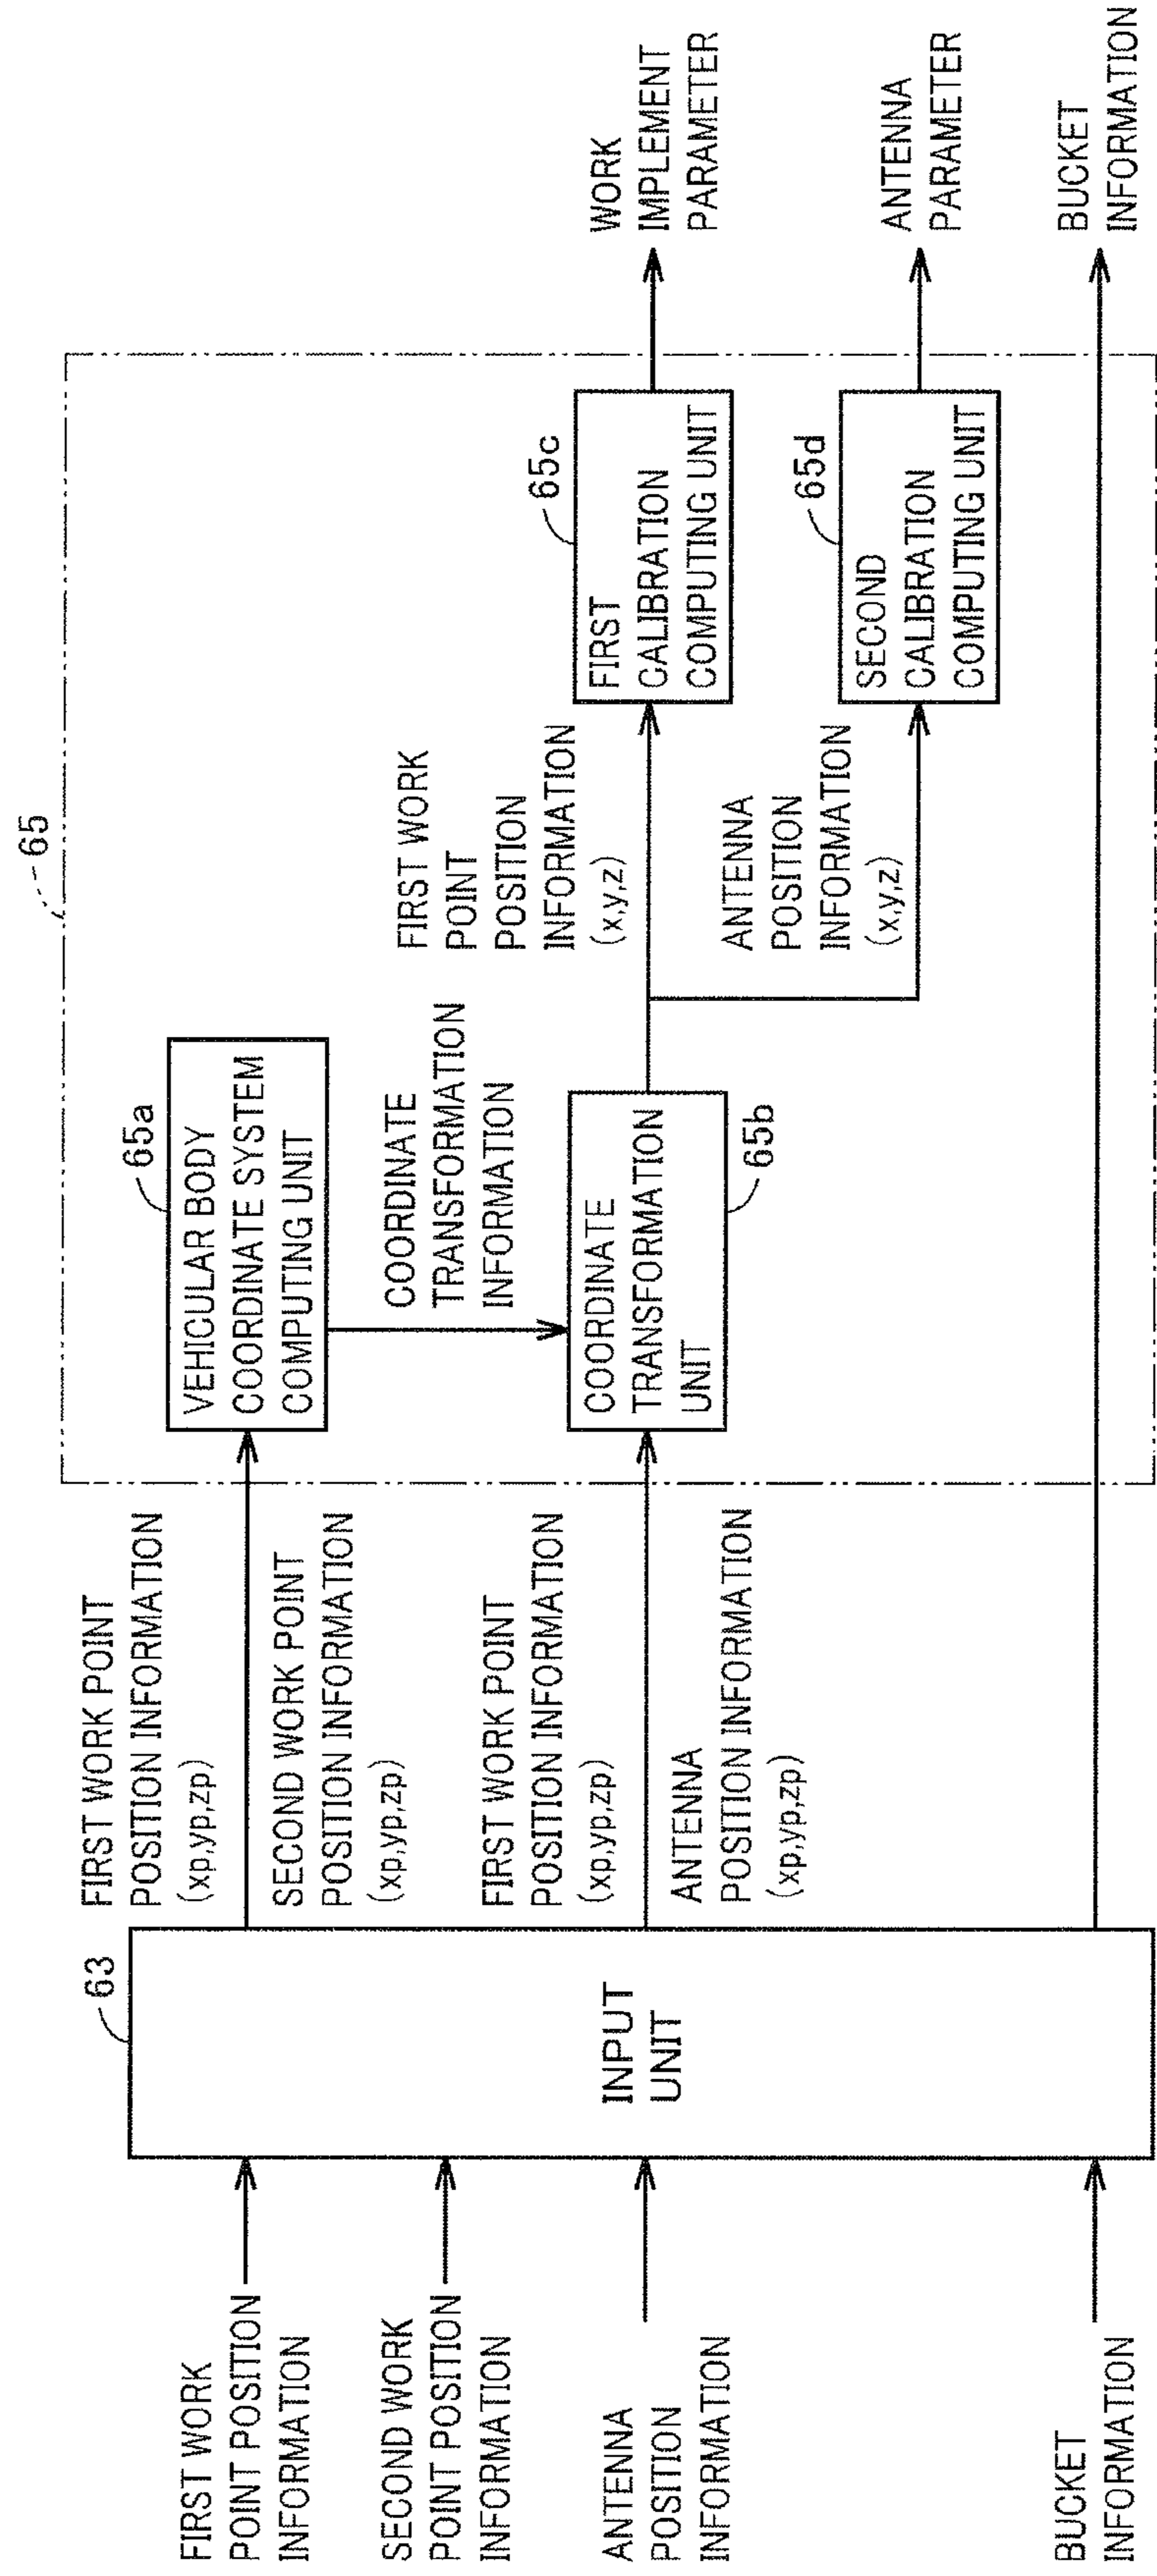 FIRST WORK
POINT POSITION
INFORMATION
SECOND WORK
POINT POSITION
INFORMATION
ANTENNA
POSITION
INFORMATION
BUCKET
INFORMATION
63
INPUT
UNIT
FIRST WORK POINT
POSITION INFORMATION
(xp,yp,zp)
SECOND WORK POINT
POSITION INFORMATION
(xp,yp,zp)
FIRST WORK POINT
POSITION INFORMATION
(xp,yp,zp)
ANTENNA
POSITION INFORMATION
(xp,yp,zp)
65
65a
VEHICULAR BODY
COORDINATE SYSTEM
COMPUTING UNIT
COORDINATE
TRANSFORMATION
INFORMATION
COORDINATE
TRANSFORMATION
UNIT
65b
FIRST WORK
POINT
POSITION
INFORMATION
(x,y,z)
ANTENNA
POSITION
INFORMATION
(x,y,z)
65c
FIRST
CALIBRATION
COMPUTING UNIT
65d
SECOND
CALIBRATION
COMPUTING UNIT
WORK
IMPLEMENT
PARAMETER
ANTENNA
PARAMETER
BUCKET
INFORMATION